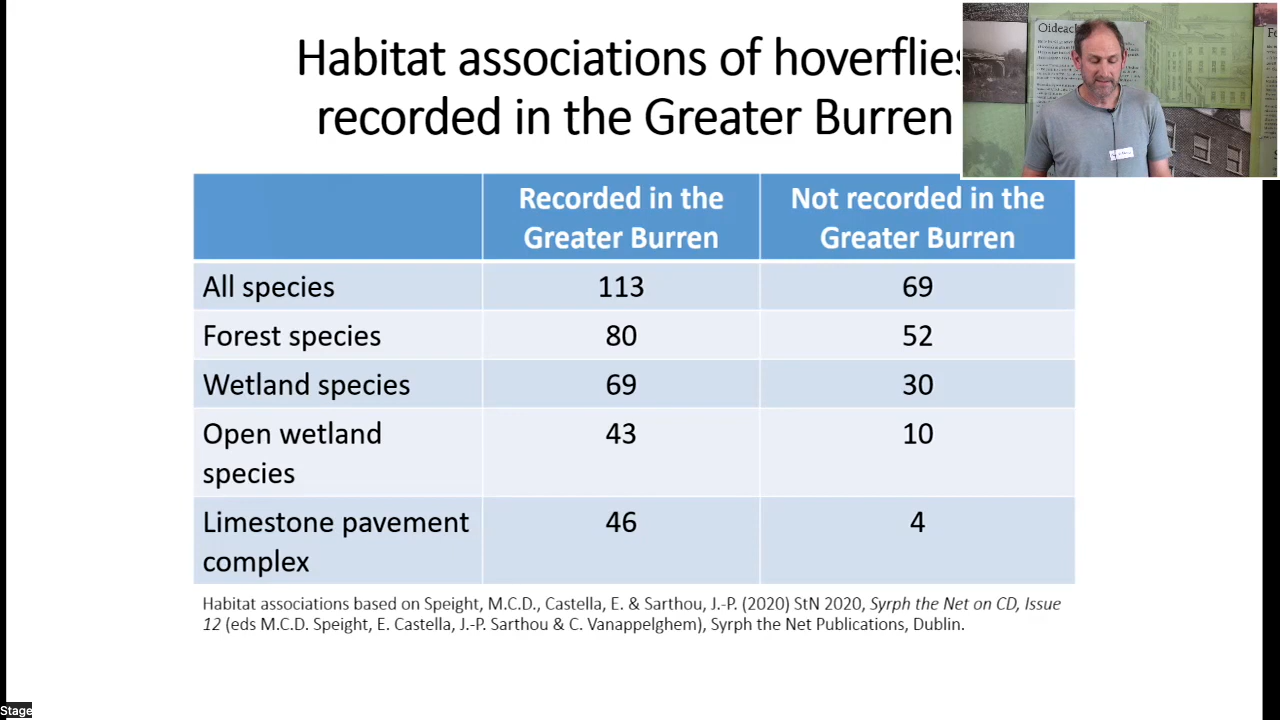 Habitat associations of hoverflies
recorded in the Greater Burren
Oideach
Recorded in the Greater Burren
Not recorded in the Greater Burren
All species 113 69
Forest species 80 52
Wetland species 69 30
Open wetland species 43 10
Limestone pavement complex 46 4
Habitat associations based on Speight, M.C.D., Castella, E. & Sarthou, J.-P. (2020) StN 2020, Syrph the Net on CD, Issue
12 (eds M.C.D. Speight, E. Castella, J.-P. Sarthou & C. Vanappelghem), Syrph the Net Publications, Dublin.
Stage